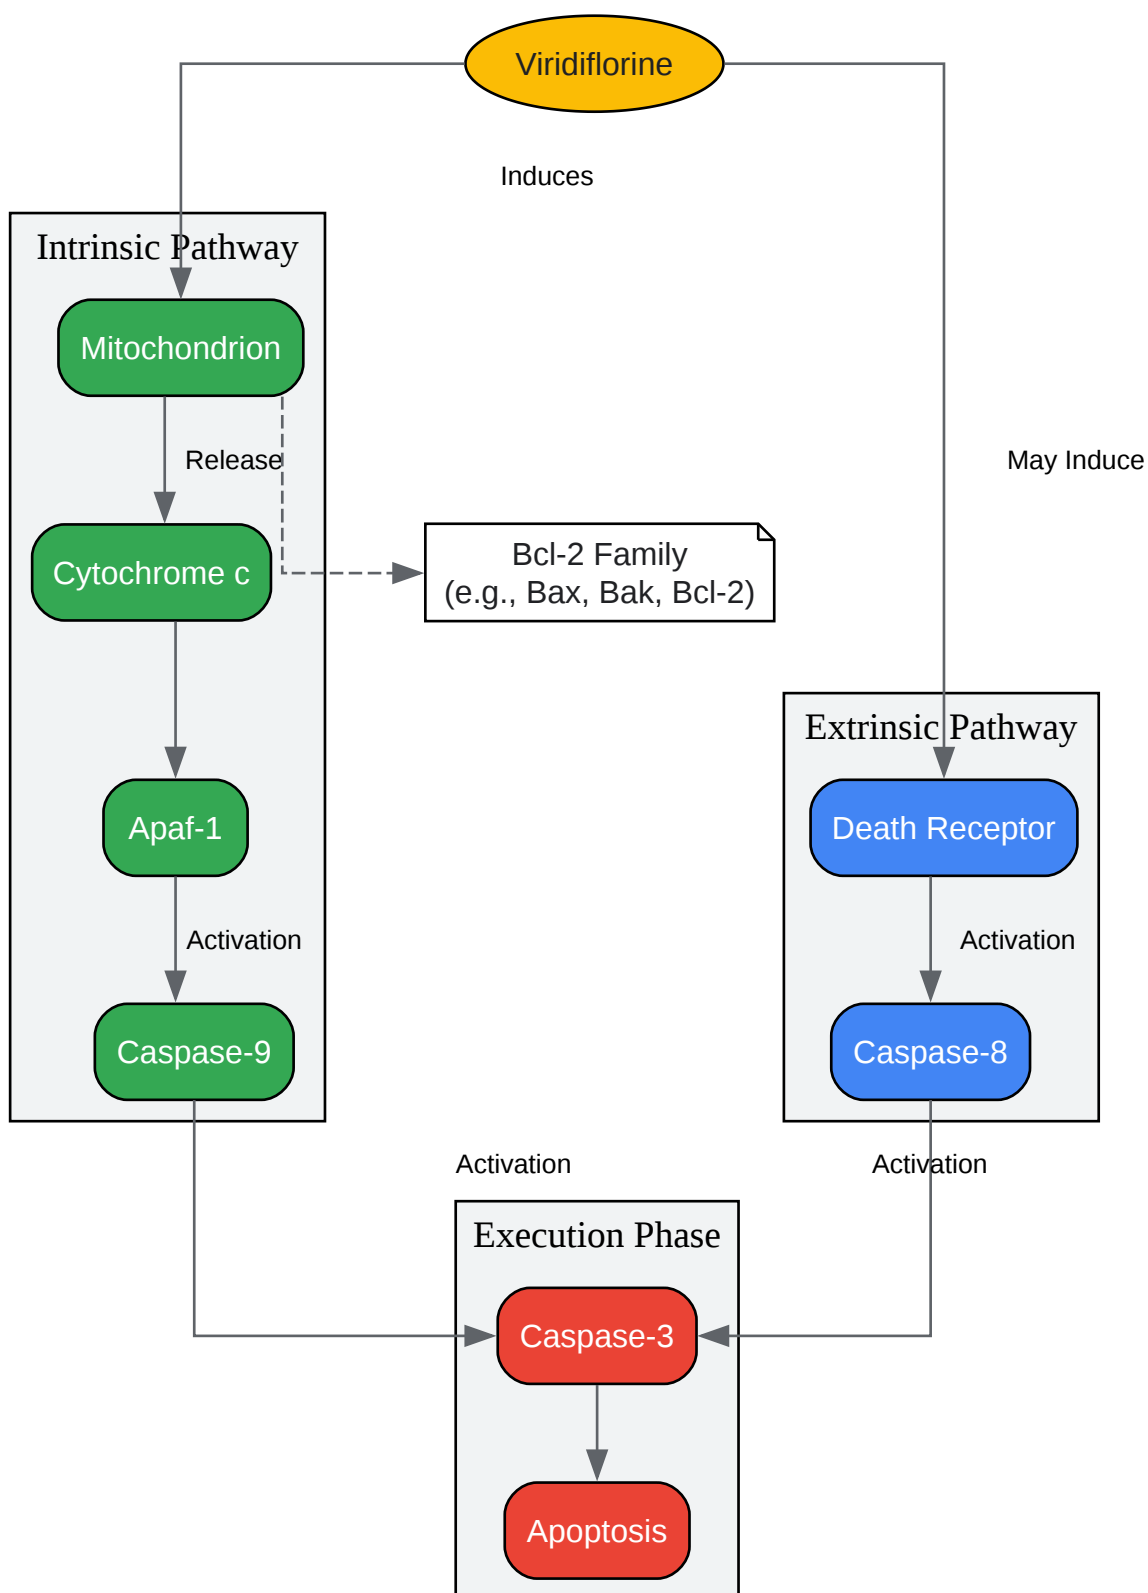 Viridiflorine
Induces
Intrinsic Pathway
Mitochondrion
Release
May Induce
Cytochrome c
Bcl-2 Family
(e.g., Bax, Bak, Bcl-2)
Extrinsic Pathway
Apaf-1
Death Receptor
Activation
Activation
Caspase-9
Caspase-8
Activation
Activation
Execution Phase
Caspase-3
Apoptosis